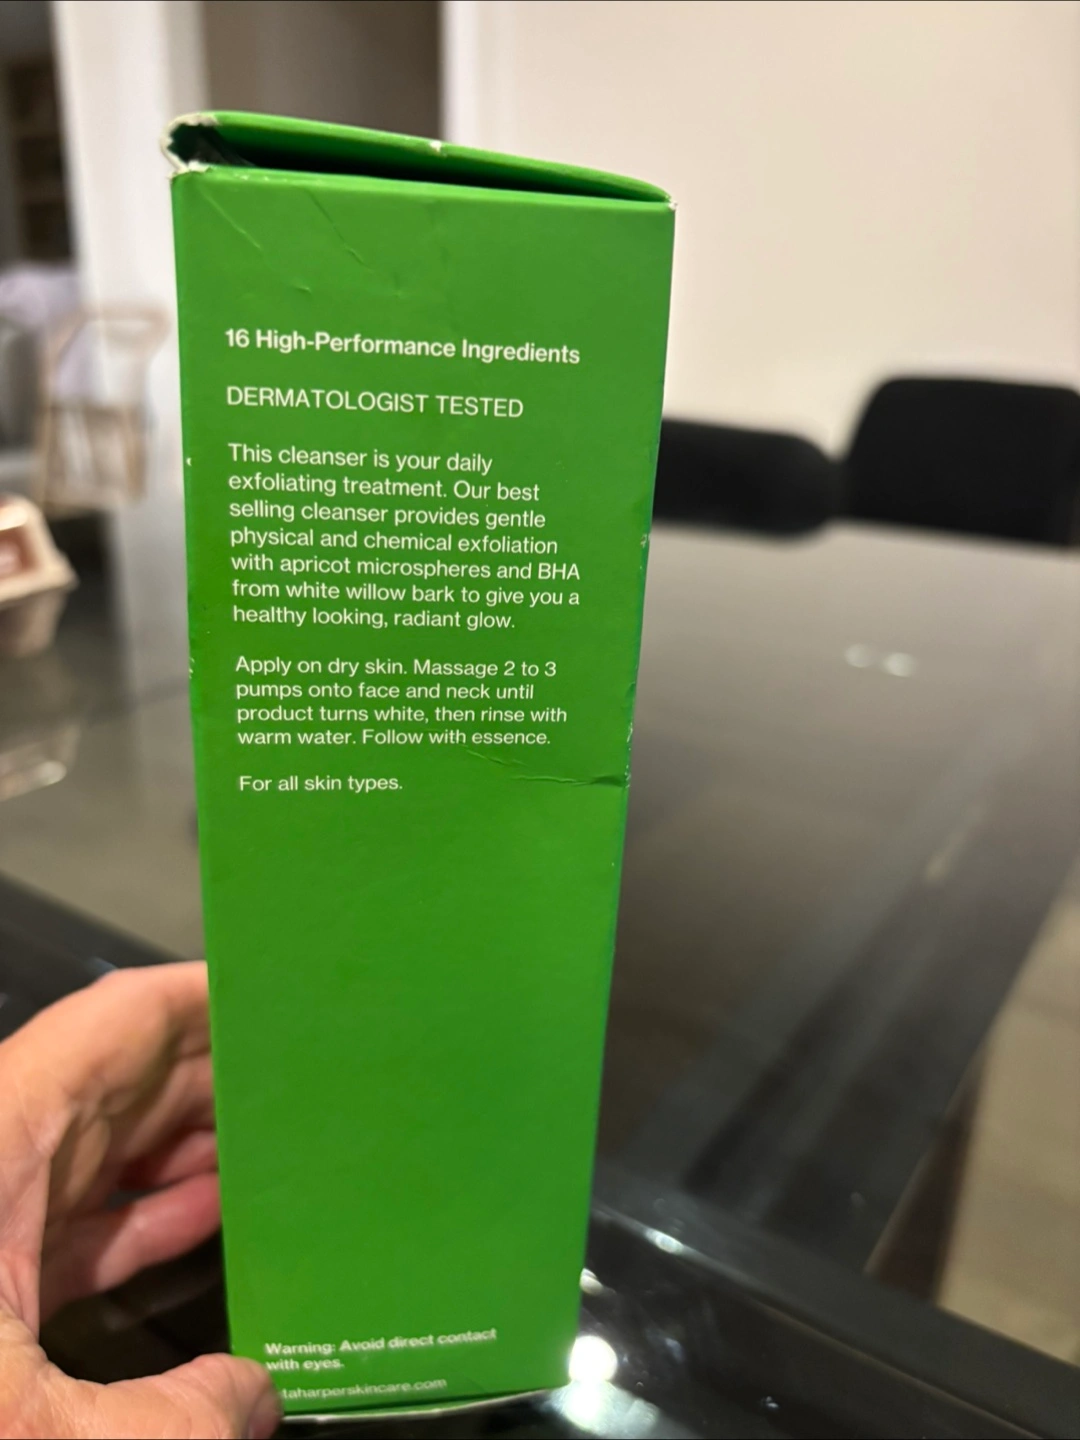 16 High-Performance Ingredients
DERMATOLOGIST TESTED
This cleanser is your daily
exfoliating treatment. Our best
selling cleanser provides gentle
physical and chemical exfoliation
with apricot microspheres and BHA
from white willow bark to give you a
healthy looking, radiant glow.
Apply on dry skin. Massage 2 to 3
pumps onto face and neck until
product turns white, then rinse with
warm water. Follow with essence.
For all skin types.
Warning: Avoid direct contact
with eyes.
taharperskincare.com